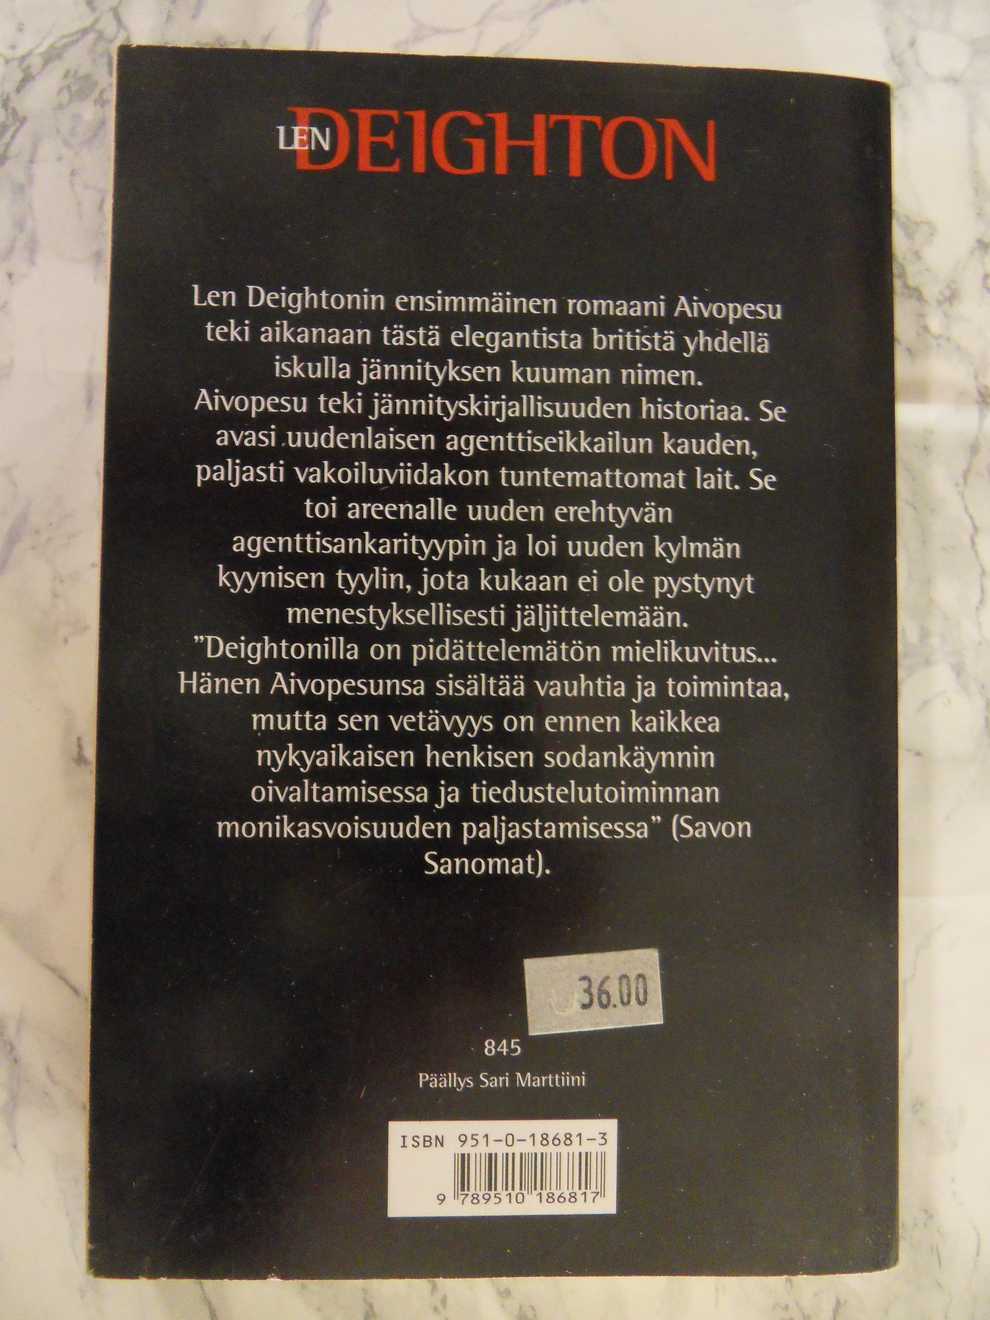 LEN DEIGHTON
Len Deightonin ensimmäinen romaani Aivopesu
teki aikanaan tästä elegantista britistä yhdellä
iskulla jännityksen kuuman nimen.
Aivopesu teki jännityskirjallisuuden historiaa. Se
avasi uudenlaisen agenttiseikkailun kauden,
paljasti vakoiluviidakon tuntemattomat lait. Se
toi areenalle uuden erehtyvän
agenttisankarityypin ja loi uuden kylmän
kyynisen tyylin, jota kukaan ei ole pystynyt
menestyksellisesti jäljittelemään.
"Deightonilla on pidättelemätön mielikuvitus...
Hänen Aivopesunsa sisältää vauhtia ja toimintaa,
mutta sen vetävyys on ennen kaikkea
nykyaikaisen henkisen sodankäynnin
oivaltamisessa ja tiedustelutoiminnan
monikasvoisuuden paljastamisessa" (Savon
Sanomat).
36.00
845
Päällys Sari Marttiini
ISBN 951-0-18681-3
9 789510 186817